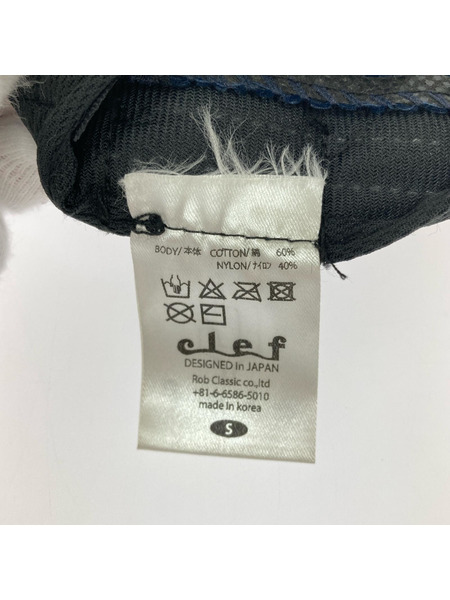 BODY/本体 COTTON/綿 60%
NYLON/ナイロン 40%
clef
DESIGNED in JAPAN
Rob Classic co.,ltd
+81-6-6586-5010
made in korea
S